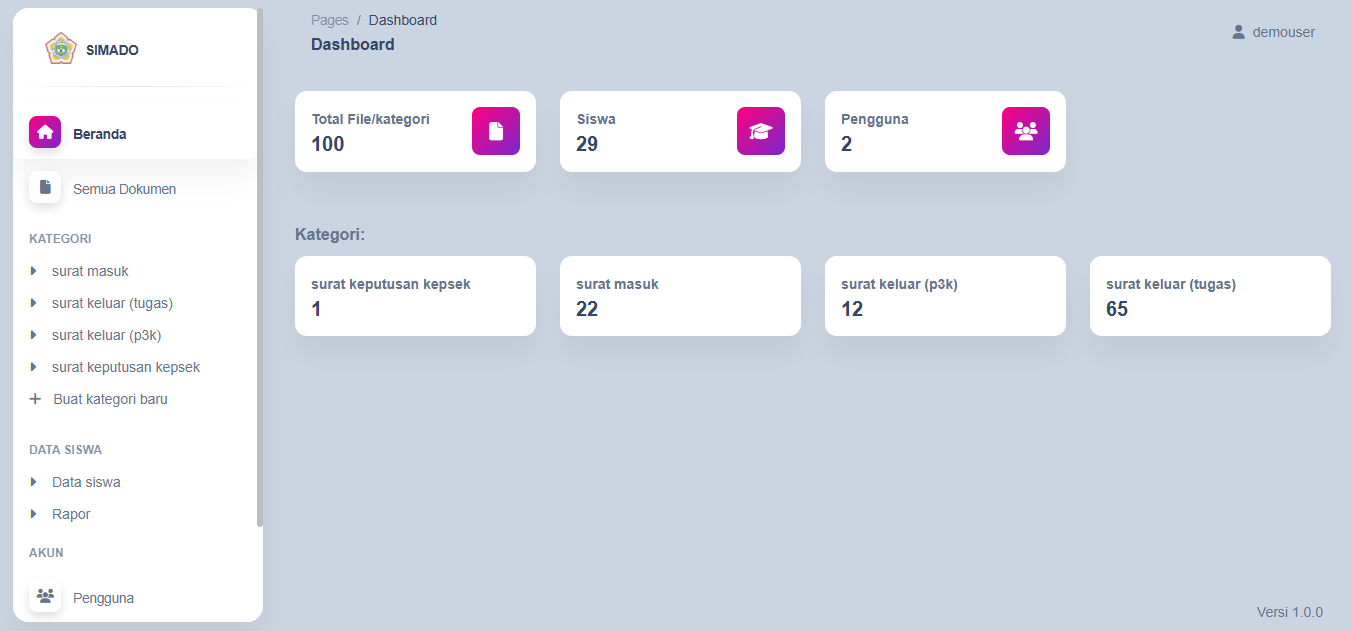 SIMADO
Beranda
Semua Dokumen
KATEGORI
surat masuk
surat keluar (tugas)
surat keluar (p3k)
surat keputusan kepsek
Buat kategori baru
DATA SISWA
Data siswa
Rapor
AKUN
Pengguna
Pages / Dashboard
Dashboard
demouser
Total File/kategori
100
Siswa
29
Pengguna
2
Kategori:
surat keputusan kepsek
1
surat masuk
22
surat keluar (p3k)
12
surat keluar (tugas)
65
Versi 1.0.0